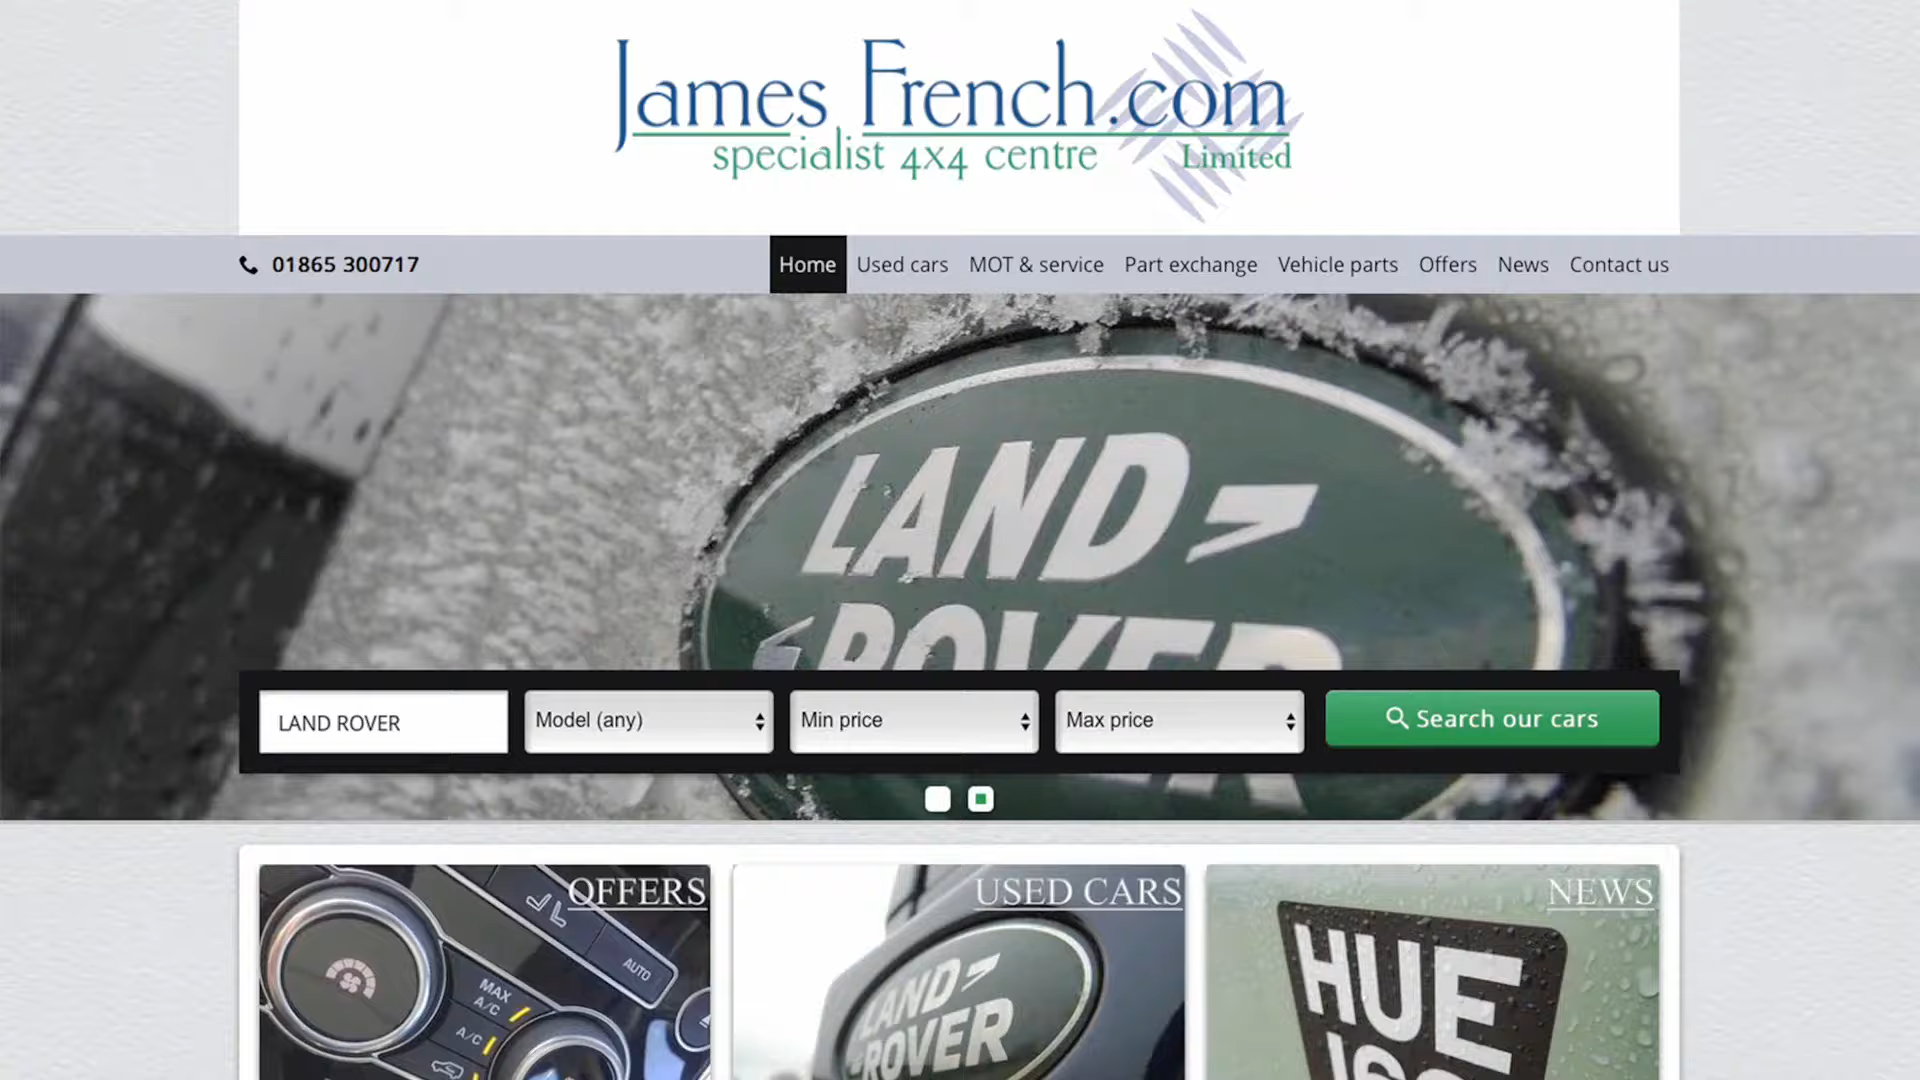 James French.com
specialist 4x4 centre Limited
01865 300717
Home Used cars MOT & service Part exchange Vehicle parts Offers News Contact us
LAND
ROVER
LAND ROVER Model (any) Min price Max price Search our cars
OFFERS
USED CARS
NEWS
AUTO
MAX
A/C
A/C
LAND
ROVER
HUE